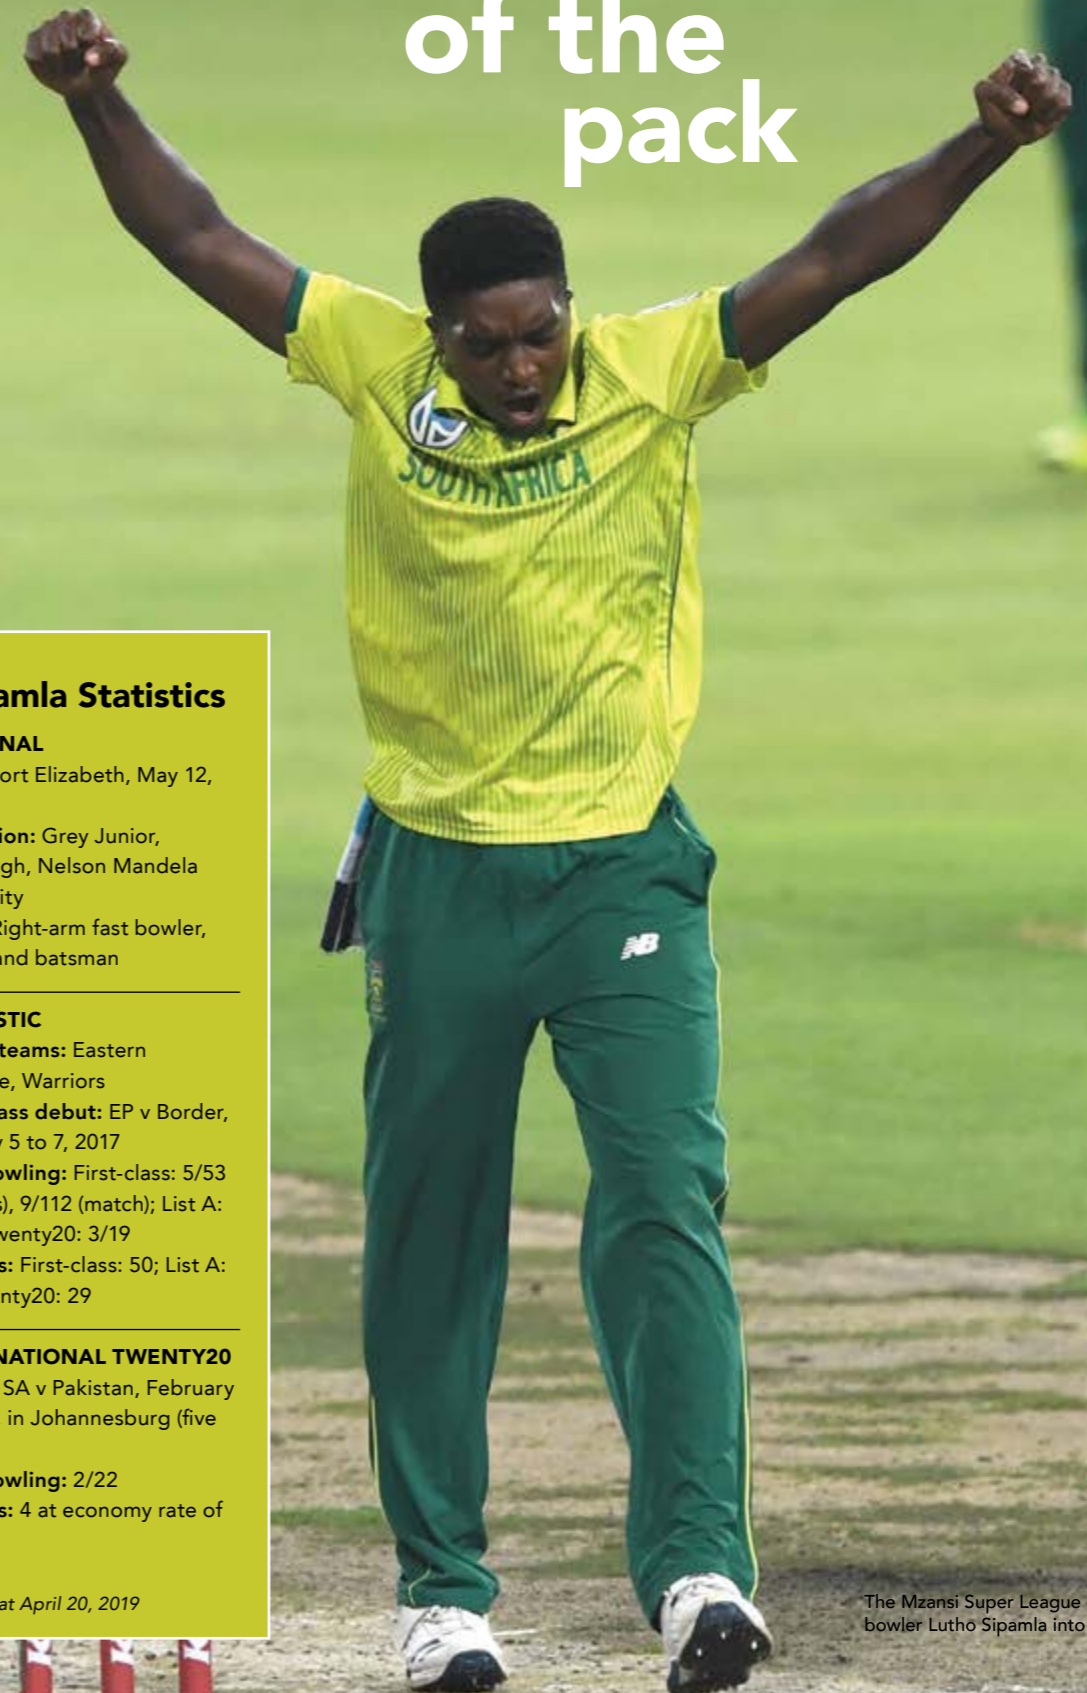 of the
pack
SOUTH AFRICA
NB
amla Statistics
NAL
ort Elizabeth, May 12,
ion: Grey Junior,
gh, Nelson Mandela
ity
Right-arm fast bowler,
and batsman
STIC
teams: Eastern
e, Warriors
ass debut: EP v Border,
y 5 to 7, 2017
owling: First-class: 5/53
s), 9/112 (match); List A:
wenty20: 3/19
s: First-class: 50; List A:
nty20: 29
NATIONAL TWENTY20
SA v Pakistan, February
in Johannesburg (five
owling: 2/22
s: 4 at economy rate of
at April 20, 2019
The Mzansi Super League
bowler Lutho Sipamla into